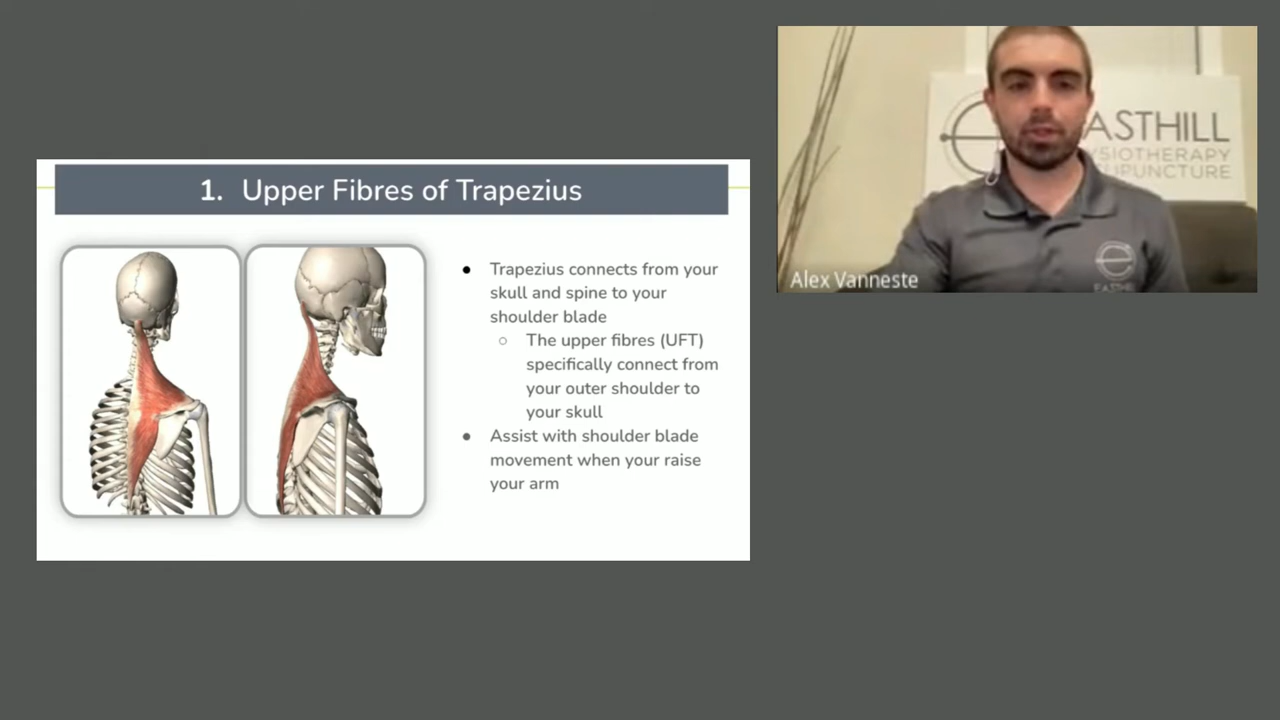 1. Upper Fibres of Trapezius
● Trapezius connects from your
skull and spine to your
shoulder blade
○ The upper fibres (UFT)
specifically connect from
your outer shoulder to
your skull
● Assist with shoulder blade
movement when your raise
your arm
ASTHILL
YSIOTHERAPY
UPUNCTURE
EASTHILL
Alex Vanneste